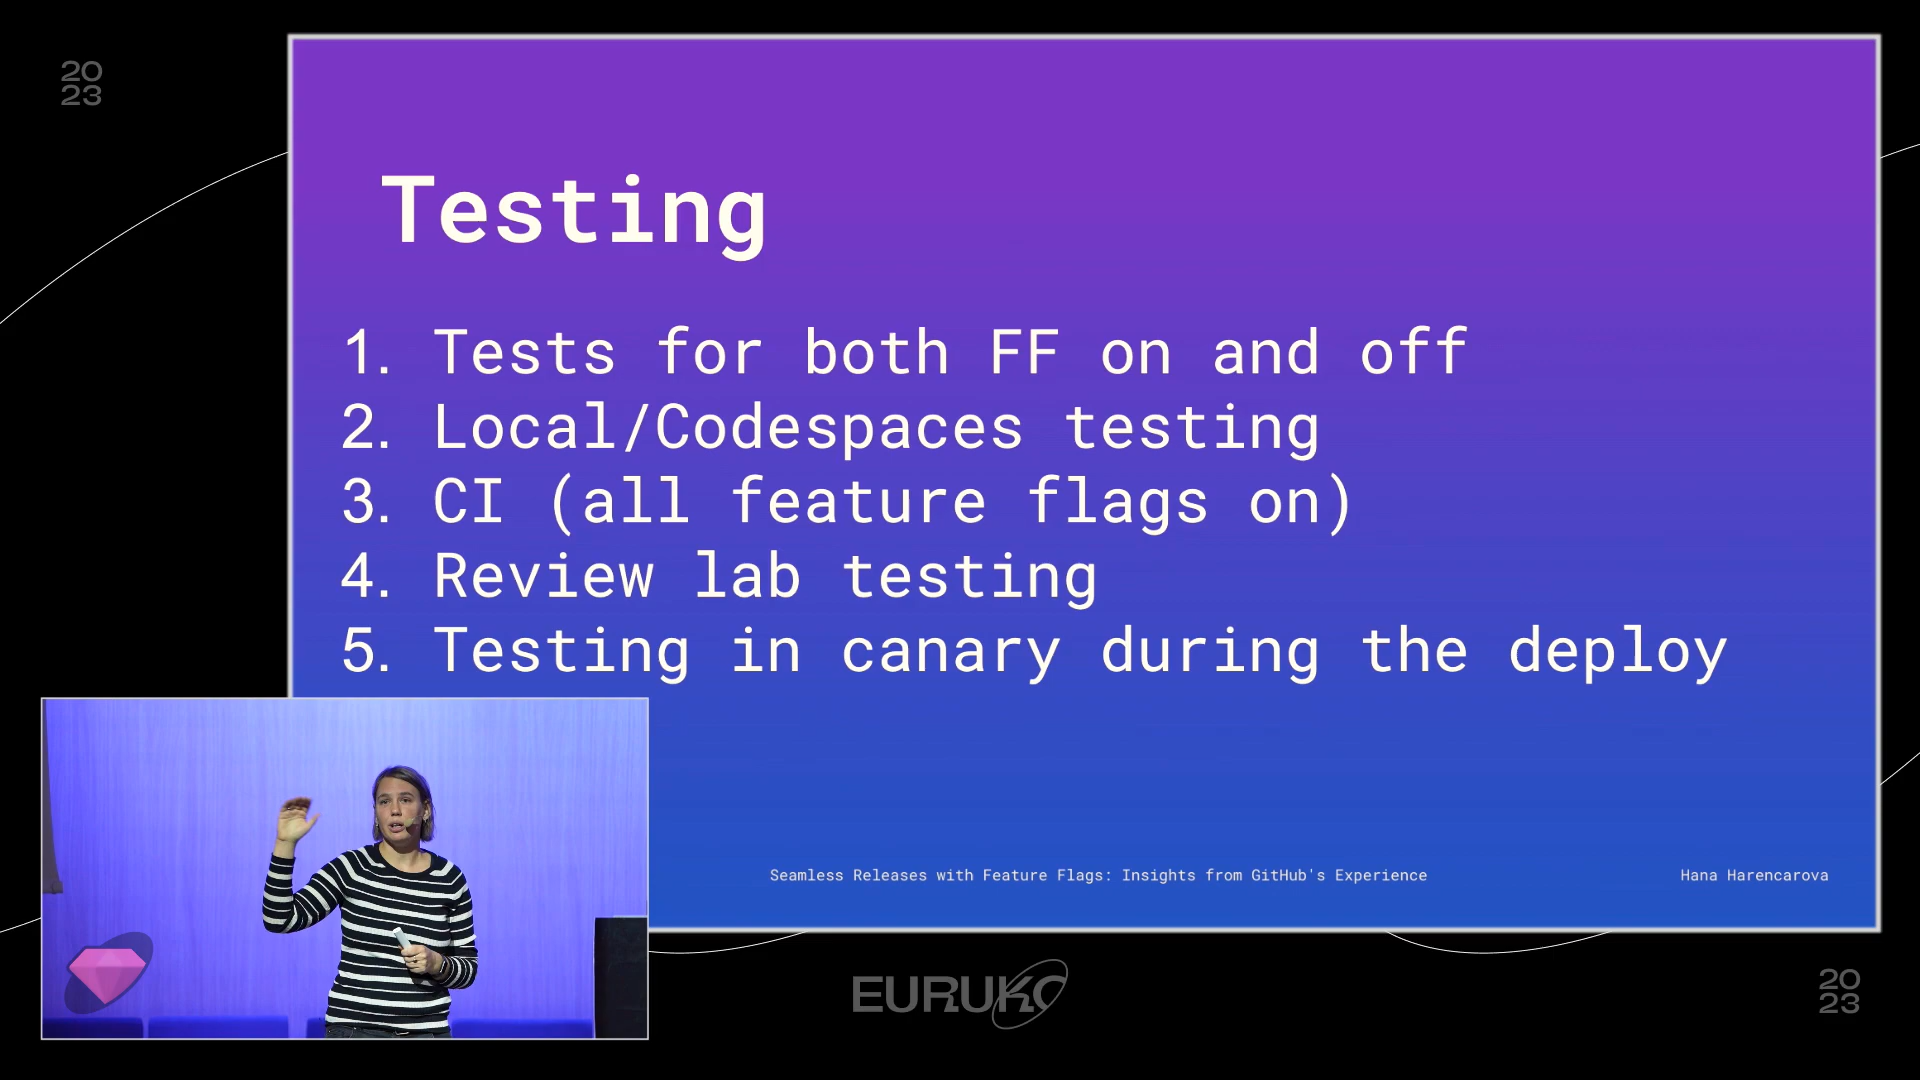 20
23
Testing
1. Tests for both FF on and off
2. Local/Codespaces testing
3. CI (all feature flags on)
4. Review lab testing
5. Testing in canary during the deploy
Seamless Releases with Feature Flags: Insights from GitHub's Experience
Hana Harencarova
EURUKO
20
23